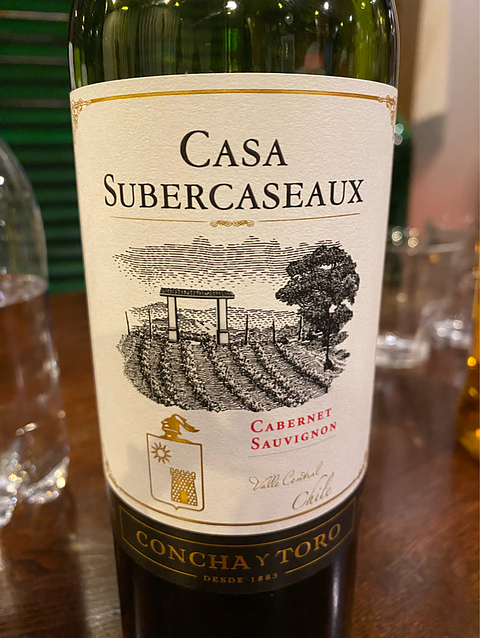 CASA
SUBERCASEAUX
CABERNET
SAUVIGNON
Valle Central
Chile
CONCHA Y TORO
DESDE 1883